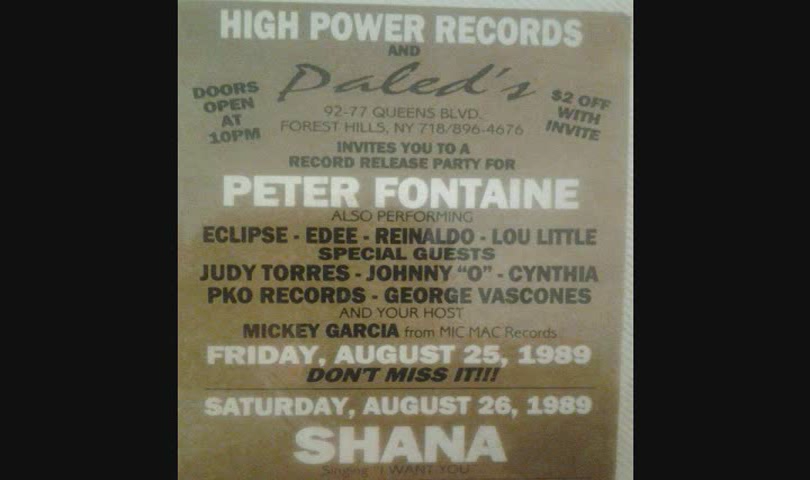 HIGH POWER RECORDS
AND
Paled's
92-77 QUEENS BLVD.
FOREST HILLS, NY 718/896-4676
DOORS
OPEN
AT
10PM
$2 OFF
WITH
INVITE
INVITES YOU TO A
RECORD RELEASE PARTY FOR
PETER FONTAINE
ALSO PERFORMING
ECLIPSE - EDEE - REINALDO - LOU LITTLE
SPECIAL GUESTS
JUDY TORRES - JOHNNY "O" - CYNTHIA
PKO RECORDS - GEORGE VASCONES
AND YOUR HOST
MICKEY GARCIA from MIC MAC Records
FRIDAY, AUGUST 25, 1989
DON'T MISS IT!!!
SATURDAY, AUGUST 26, 1989
SHANA
Singing "I WANT YOU"